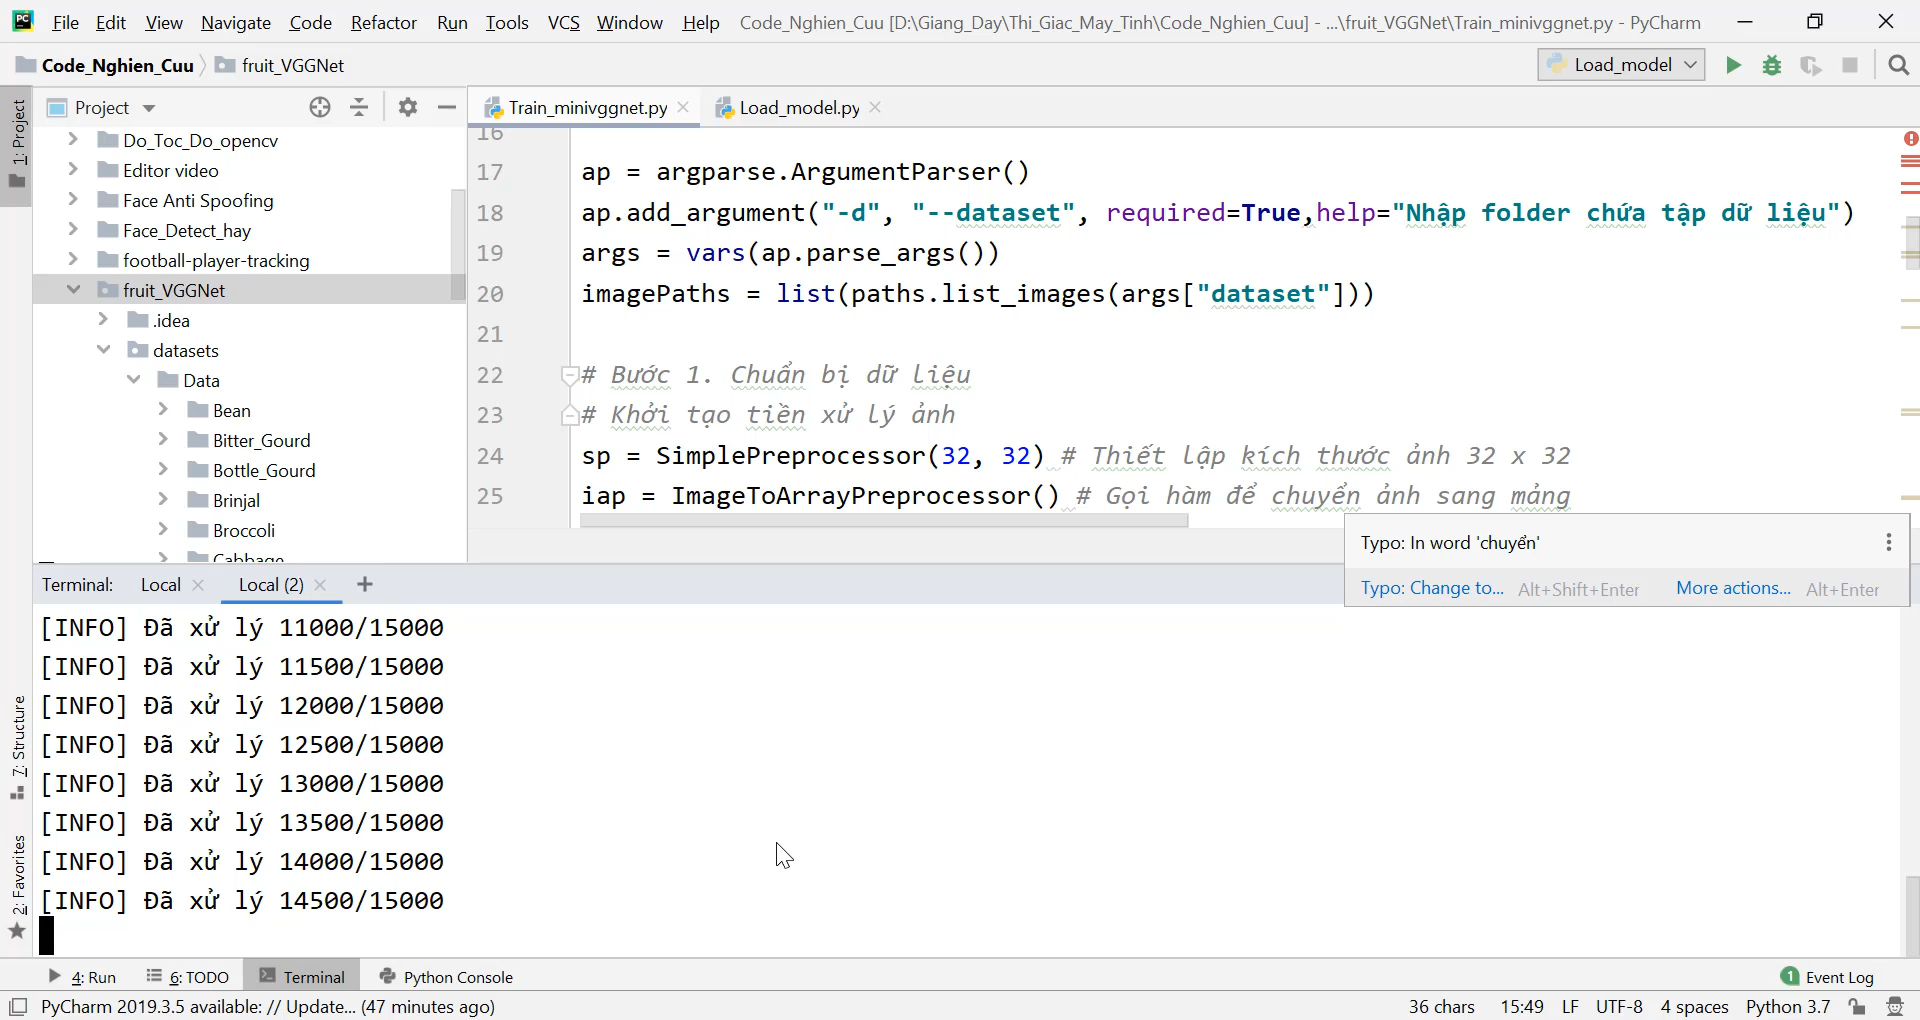 File Edit View Navigate Code Refactor Run Tools VCS Window Help Code_Nghien_Cuu [D:\Giang_Day\Thi_Giac_May_Tinh\Code_Nghien_Cuu] - ...\fruit_VGGNet\Train_minivggnet.py - PyCharm
Code_Nghien_Cuu fruit_VGGNet Load_model
Project Train_minivggnet.py Load_model.py
1: Project
7: Structure
2: Favorites
Do_Toc_Do_opencv
Editor video
Face Anti Spoofing
Face_Detect_hay
football-player-tracking
fruit_VGGNet
.idea
datasets
Data
Bean
Bitter_Gourd
Bottle_Gourd
Brinjal
Broccoli
Cabbage
16
17 ap = argparse.ArgumentParser()
18 ap.add_argument("-d", "--dataset", required=True,help="Nhập folder chứa tập dữ liệu")
19 args = vars(ap.parse_args())
20 imagePaths = list(paths.list_images(args["dataset"]))
21
22 # Bước 1. Chuẩn bị dữ liệu
23 # Khởi tạo tiền xử lý ảnh
24 sp = SimplePreprocessor(32, 32) # Thiết lập kích thước ảnh 32 x 32
25 iap = ImageToArrayPreprocessor() # Gọi hàm để chuyển ảnh sang mảng
Typo: In word 'chuyển'
Typo: Change to... Alt+Shift+Enter More actions... Alt+Enter
Terminal: Local Local (2)
[INFO] Đã xử lý 11000/15000
[INFO] Đã xử lý 11500/15000
[INFO] Đã xử lý 12000/15000
[INFO] Đã xử lý 12500/15000
[INFO] Đã xử lý 13000/15000
[INFO] Đã xử lý 13500/15000
[INFO] Đã xử lý 14000/15000
[INFO] Đã xử lý 14500/15000
4: Run 6: TODO Terminal Python Console 1 Event Log
PyCharm 2019.3.5 available: // Update... (47 minutes ago) 36 chars 15:49 LF UTF-8 4 spaces Python 3.7